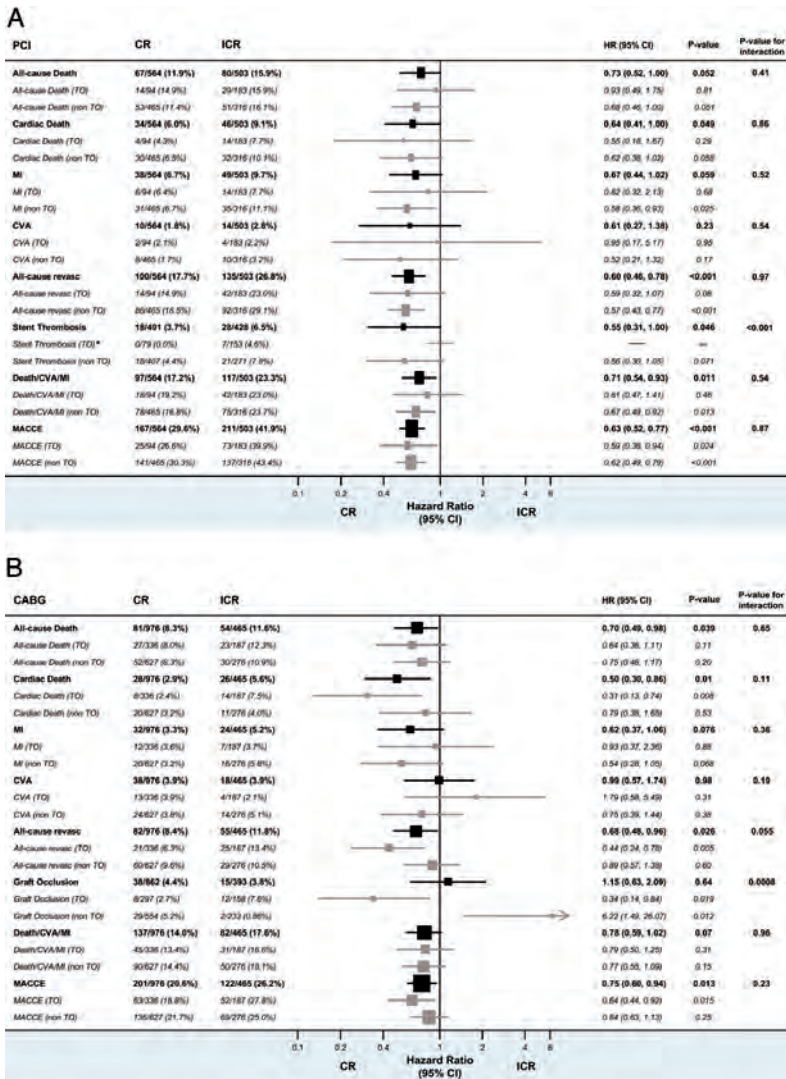 A
PCI CR ICR HR (95% CI) P-value P-value for interaction
All-cause Death 67/564 (11.9%) 80/503 (15.9%) 0.73 (0.52, 1.00) 0.052 0.41
All-cause Death (TO) 14/94 (14.9%) 29/183 (15.9%) 0.93 (0.49, 1.75) 0.81
All-cause Death (non TO) 53/465 (11.4%) 51/316 (16.1%) 0.68 (0.46, 1.00) 0.051
Cardiac Death 34/564 (6.0%) 46/503 (9.1%) 0.64 (0.41, 1.00) 0.049 0.86
Cardiac Death (TO) 4/94 (4.3%) 14/183 (7.7%) 0.55 (0.18, 1.67) 0.29
Cardiac Death (non TO) 30/465 (6.5%) 32/316 (10.1%) 0.62 (0.38, 1.02) 0.058
MI 38/564 (6.7%) 49/503 (9.7%) 0.67 (0.44, 1.02) 0.059 0.52
MI (TO) 6/94 (6.4%) 14/183 (7.7%) 0.82 (0.32, 2.13) 0.68
MI (non TO) 31/465 (6.7%) 35/316 (11.1%) 0.58 (0.36, 0.93) 0.025
CVA 10/564 (1.8%) 14/503 (2.8%) 0.61 (0.27, 1.38) 0.23 0.54
CVA (TO) 2/94 (2.1%) 4/183 (2.2%) 0.95 (0.17, 5.17) 0.95
CVA (non TO) 8/465 (1.7%) 10/316 (3.2%) 0.52 (0.21, 1.32) 0.17
All-cause revasc 100/564 (17.7%) 135/503 (26.8%) 0.60 (0.46, 0.78) <0.001 0.97
All-cause revasc (TO) 14/94 (14.9%) 42/183 (23.0%) 0.59 (0.32, 1.07) 0.08
All-cause revasc (non TO) 86/465 (18.5%) 92/316 (29.1%) 0.57 (0.43, 0.77) <0.001
Stent Thrombosis 18/491 (3.7%) 28/428 (6.5%) 0.55 (0.31, 1.00) 0.046 <0.001
Stent Thrombosis (TO)* 0/79 (0.0%) 7/153 (4.6%) — —
Stent Thrombosis (non TO) 18/407 (4.4%) 21/271 (7.8%) 0.56 (0.30, 1.05) 0.071
Death/CVA/MI 97/564 (17.2%) 117/503 (23.3%) 0.71 (0.54, 0.93) 0.011 0.54
Death/CVA/MI (TO) 18/94 (19.2%) 42/183 (23.0%) 0.81 (0.47, 1.41) 0.46
Death/CVA/MI (non TO) 78/465 (16.8%) 75/316 (23.7%) 0.67 (0.49, 0.92) 0.013
MACCE 167/564 (29.6%) 211/503 (41.9%) 0.63 (0.52, 0.77) <0.001 0.87
MACCE (TO) 25/94 (26.6%) 73/183 (39.9%) 0.59 (0.38, 0.94) 0.024
MACCE (non TO) 141/465 (30.3%) 137/316 (43.4%) 0.62 (0.49, 0.79) <0.001
0.1 0.2 0.4 1 2 4 6
CR Hazard Ratio ICR
(95% CI)
B
CABG CR ICR HR (95% CI) P-value P-value for interaction
All-cause Death 81/976 (8.3%) 54/465 (11.6%) 0.70 (0.49, 0.98) 0.039 0.65
All-cause Death (TO) 27/336 (8.0%) 23/187 (12.3%) 0.64 (0.36, 1.11) 0.11
All-cause Death (non TO) 52/627 (8.3%) 30/276 (10.9%) 0.75 (0.48, 1.17) 0.20
Cardiac Death 28/976 (2.9%) 26/465 (5.6%) 0.50 (0.30, 0.86) 0.01 0.11
Cardiac Death (TO) 8/336 (2.4%) 14/187 (7.5%) 0.31 (0.13, 0.74) 0.008
Cardiac Death (non TO) 20/627 (3.2%) 11/276 (4.0%) 0.79 (0.38, 1.65) 0.53
MI 32/976 (3.3%) 24/465 (5.2%) 0.62 (0.37, 1.06) 0.076 0.36
MI (TO) 12/336 (3.6%) 7/187 (3.7%) 0.93 (0.37, 2.36) 0.88
MI (non TO) 20/627 (3.2%) 16/276 (5.8%) 0.54 (0.28, 1.05) 0.068
CVA 38/976 (3.9%) 18/465 (3.9%) 0.99 (0.57, 1.74) 0.98 0.10
CVA (TO) 13/336 (3.9%) 4/187 (2.1%) 1.79 (0.58, 5.49) 0.31
CVA (non TO) 24/627 (3.8%) 14/276 (5.1%) 0.75 (0.39, 1.44) 0.38
All-cause revasc 82/976 (8.4%) 55/465 (11.8%) 0.68 (0.48, 0.96) 0.026 0.055
All-cause revasc (TO) 21/336 (6.3%) 25/187 (13.4%) 0.44 (0.24, 0.78) 0.005
All-cause revasc (non TO) 60/627 (9.6%) 29/276 (10.5%) 0.89 (0.57, 1.39) 0.60
Graft Occlusion 38/862 (4.4%) 15/393 (3.8%) 1.15 (0.63, 2.09) 0.64 0.0008
Graft Occlusion (TO) 8/297 (2.7%) 12/158 (7.6%) 0.34 (0.14, 0.84) 0.019
Graft Occlusion (non TO) 29/554 (5.2%) 2/233 (0.86%) 6.22 (1.49, 26.07) 0.012
Death/CVA/MI 137/976 (14.0%) 82/465 (17.6%) 0.78 (0.59, 1.02) 0.07 0.96
Death/CVA/MI (TO) 45/336 (13.4%) 31/187 (16.6%) 0.79 (0.50, 1.25) 0.31
Death/CVA/MI (non TO) 90/627 (14.4%) 50/276 (18.1%) 0.77 (0.55, 1.09) 0.15
MACCE 201/976 (20.6%) 122/465 (26.2%) 0.75 (0.60, 0.94) 0.013 0.23
MACCE (TO) 63/336 (18.8%) 52/187 (27.8%) 0.64 (0.44, 0.92) 0.015
MACCE (non TO) 136/627 (21.7%) 69/276 (25.0%) 0.84 (0.63, 1.13) 0.25
0.1 0.2 0.4 1 2 4 6
CR Hazard Ratio ICR
(95% CI)